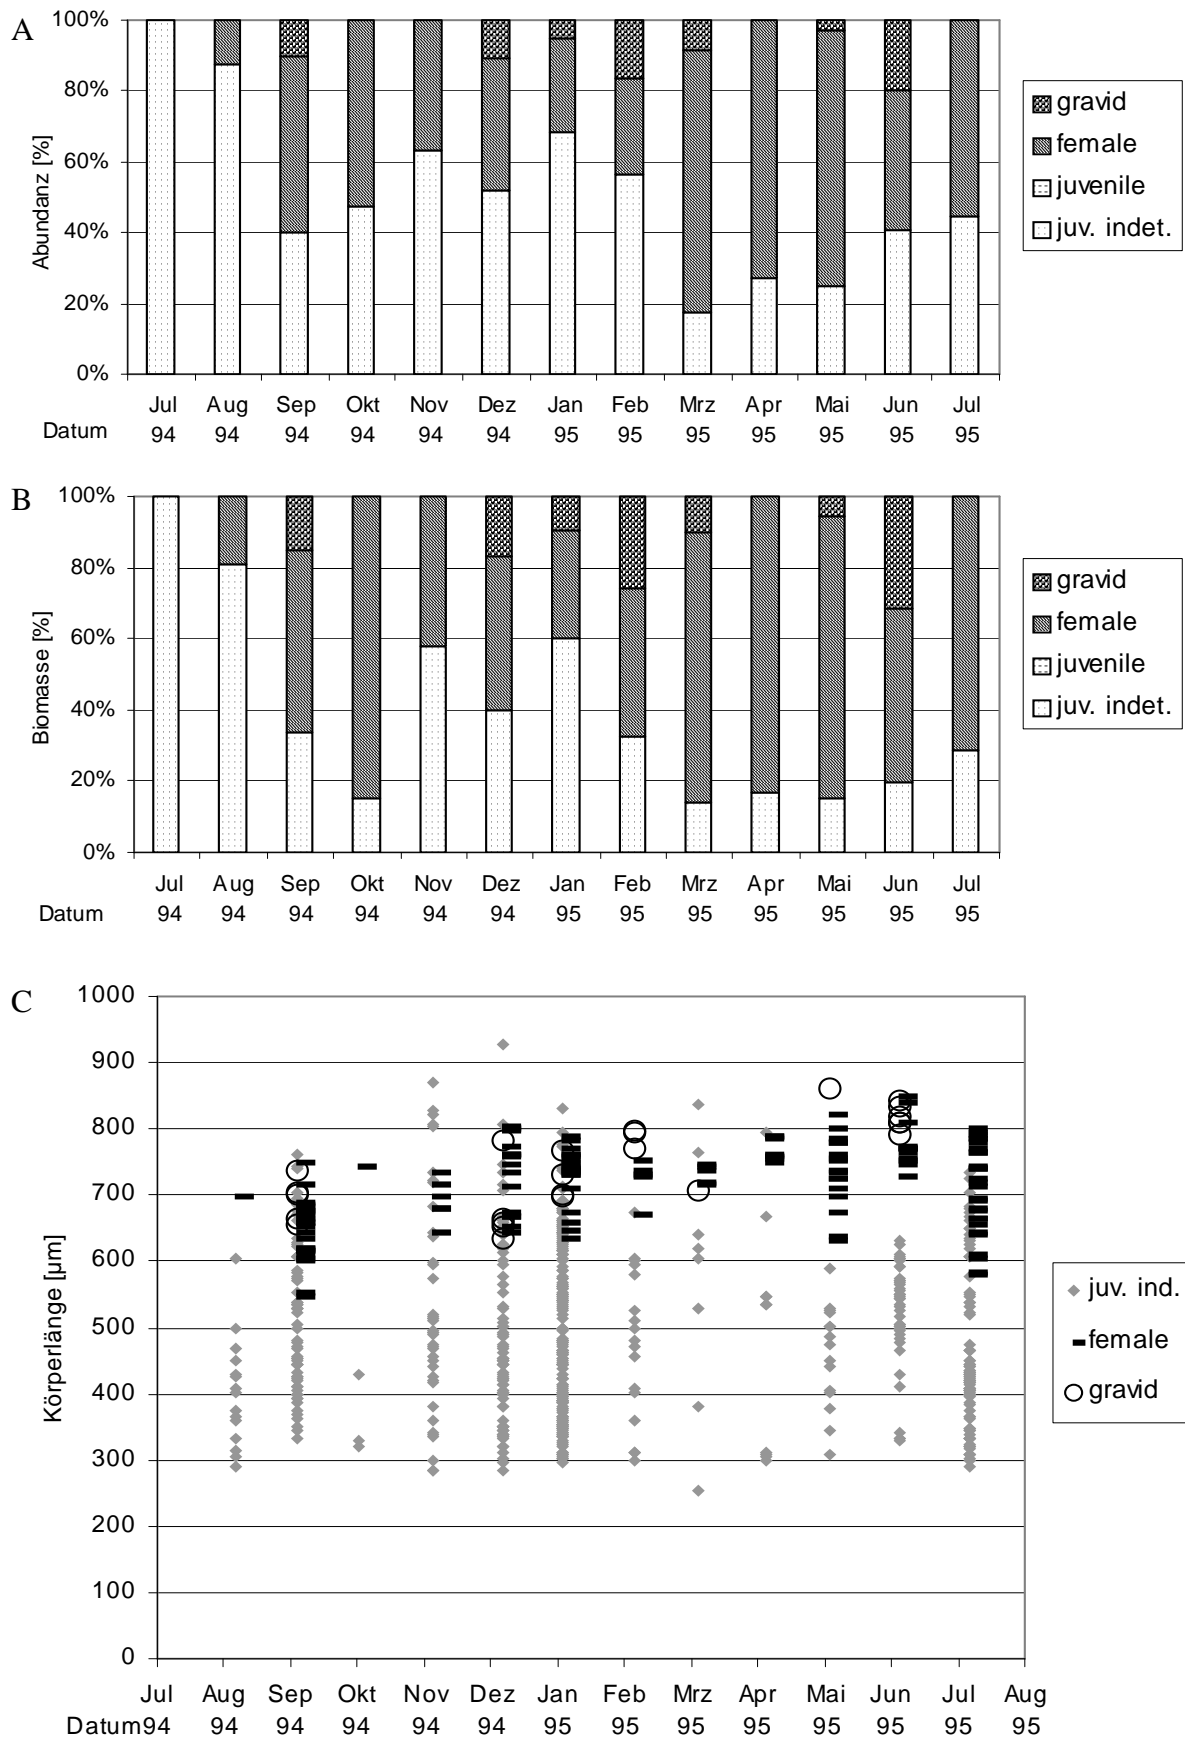 A
100%
80%
60%
40%
20%
0%
Abundanz [%]
Jul Aug Sep Okt Nov Dez Jan Feb Mrz Apr Mai Jun Jul
Datum 94 94 94 94 94 94 95 95 95 95 95 95 95
gravid
female
juvenile
juv. indet.
B
100%
80%
60%
40%
20%
0%
Biomasse [%]
Jul Aug Sep Okt Nov Dez Jan Feb Mrz Apr Mai Jun Jul
Datum 94 94 94 94 94 94 95 95 95 95 95 95 95
gravid
female
juvenile
juv. indet.
C
1000
900
800
700
600
500
400
300
200
100
0
Körperlänge [µm]
Jul Aug Sep Okt Nov Dez Jan Feb Mrz Apr Mai Jun Jul Aug
Datum94 94 94 94 94 94 95 95 95 95 95 95 95 95
juv. ind.
female
gravid